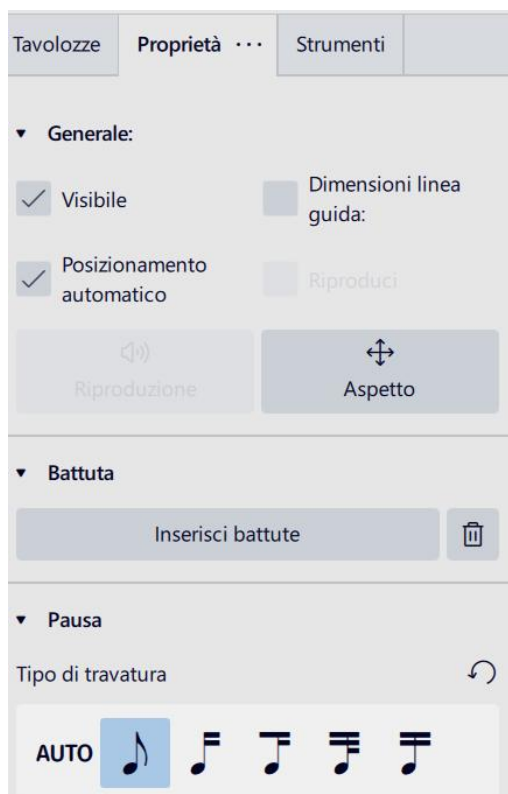 Tavolozze Proprietà ··· Strumenti
Generale:
Visibile
Dimensioni linea
guida:
Posizionamento
automatico
Riproduci
Riproduzione
Aspetto
Battuta
Inserisci battute
Pausa
Tipo di travatura
AUTO